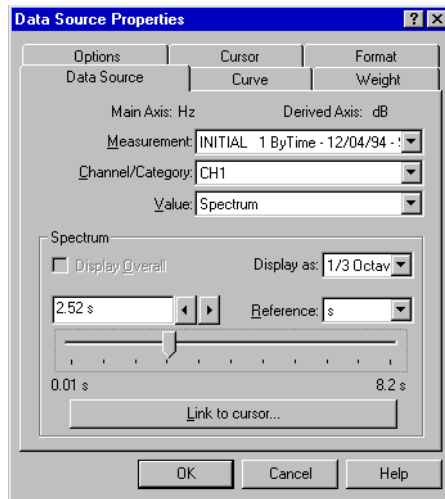 Data Source Properties
Options Cursor Format
Data Source Curve Weight
Main Axis: Hz Derived Axis: dB
Measurement: INITIAL 1 ByTime - 12/04/94 -
Channel/Category: CH1
Value: Spectrum
Spectrum
Display Overall Display as: 1/3 Octav
2.52 s Reference: s
0.01 s 8.2 s
Link to cursor...
OK Cancel Help